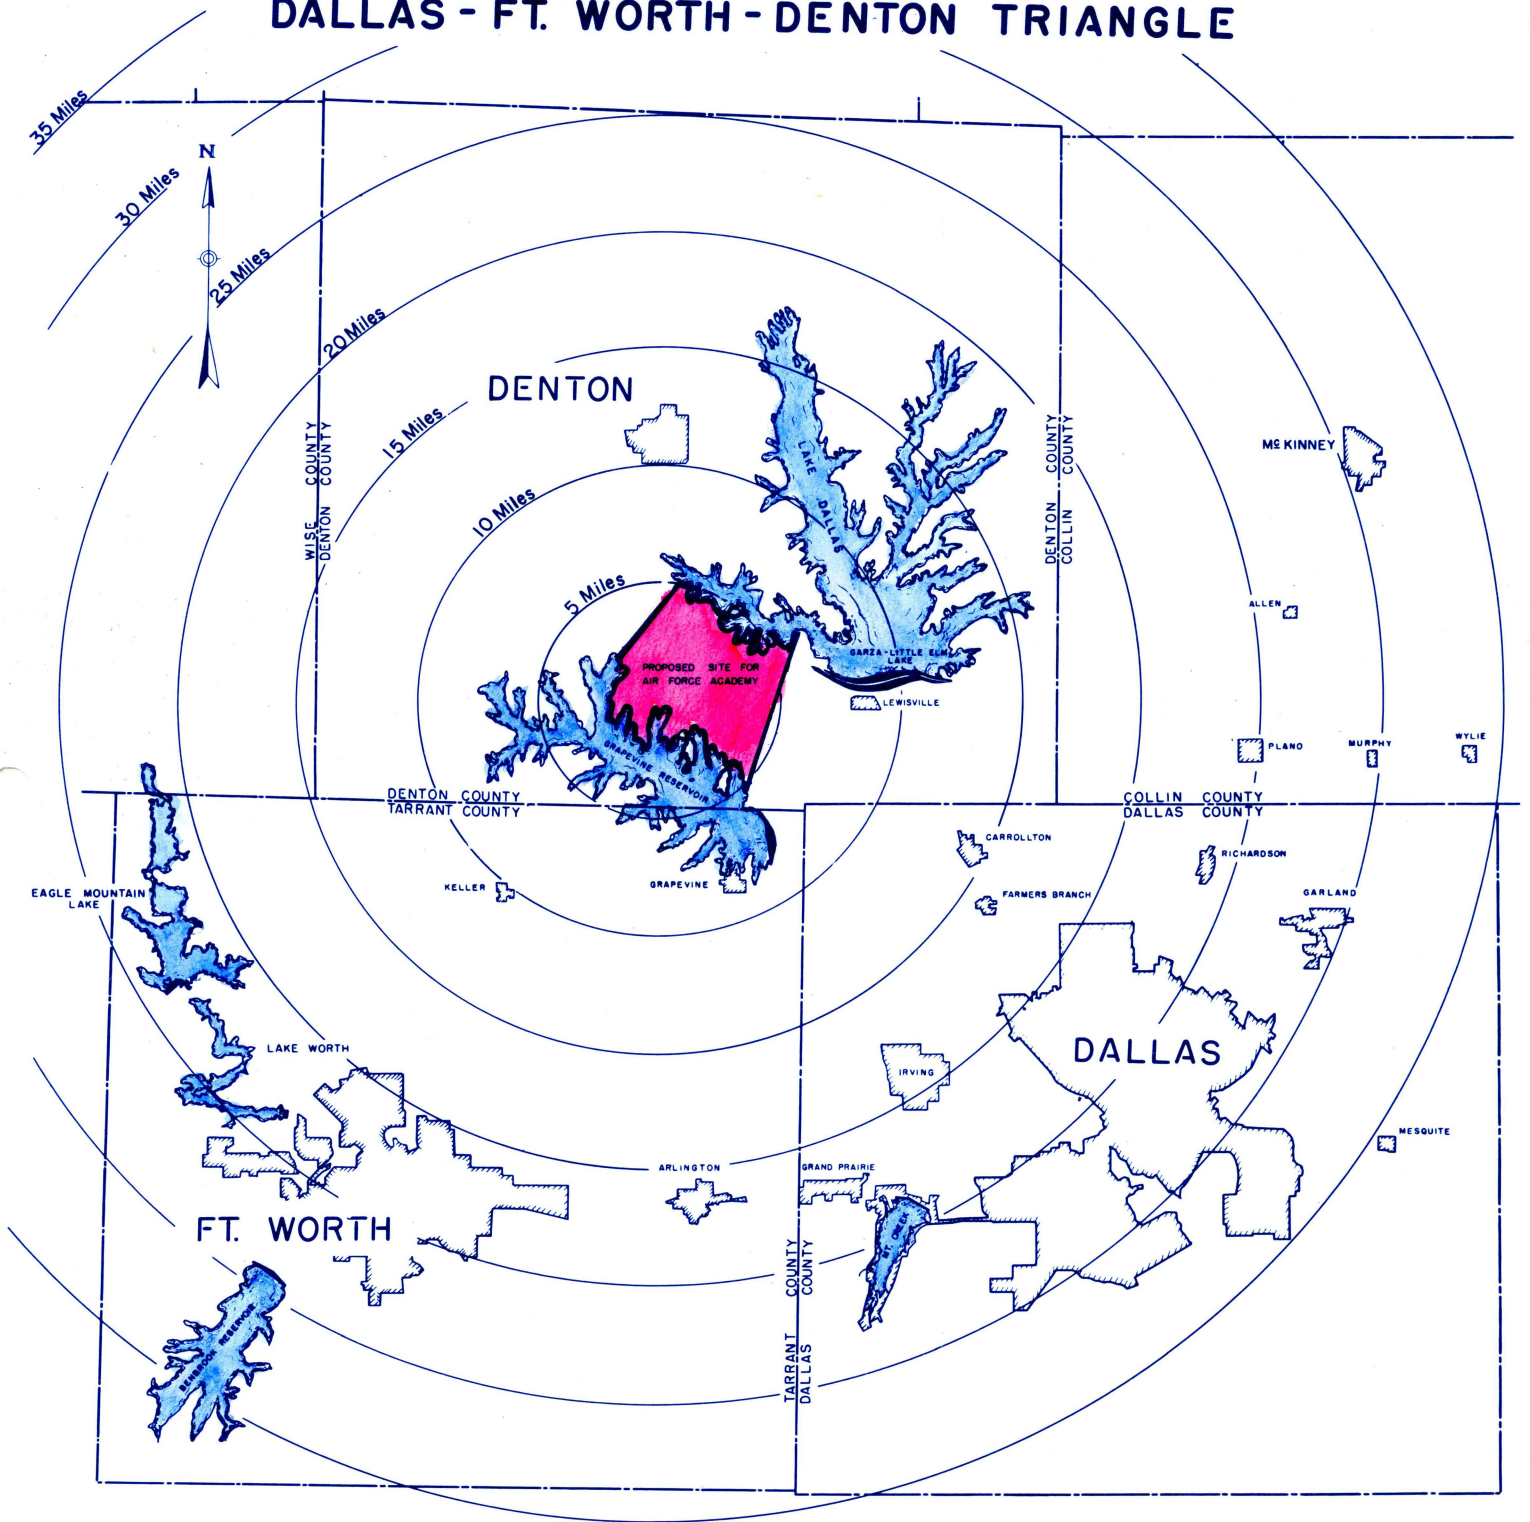 DALLAS - FT. WORTH - DENTON TRIANGLE
35 Miles
N
30 Miles
25 Miles
20 Miles
DENTON
15 Miles
10 Miles
5 Miles
WISE COUNTY
DENTON COUNTY
DENTON COUNTY
COLLIN COUNTY
LAKE DALLAS
McKINNEY
ALLEN
GARZA-LITTLE ELM
LAKE
PROPOSED SITE FOR
AIR FORCE ACADEMY
LEWISVILLE
GRAPEVINE RESERVOIR
PLANO
MURPHY
WYLIE
DENTON COUNTY
TARRANT COUNTY
COLLIN COUNTY
DALLAS COUNTY
CARROLLTON
RICHARDSON
EAGLE MOUNTAIN
LAKE
KELLER
GRAPEVINE
FARMERS BRANCH
GARLAND
LAKE WORTH
DALLAS
IRVING
MESQUITE
ARLINGTON
GRAND PRAIRIE
FT. WORTH
MT. CREEK
TARRANT COUNTY
DALLAS COUNTY
BENBROOK RESERVOIR